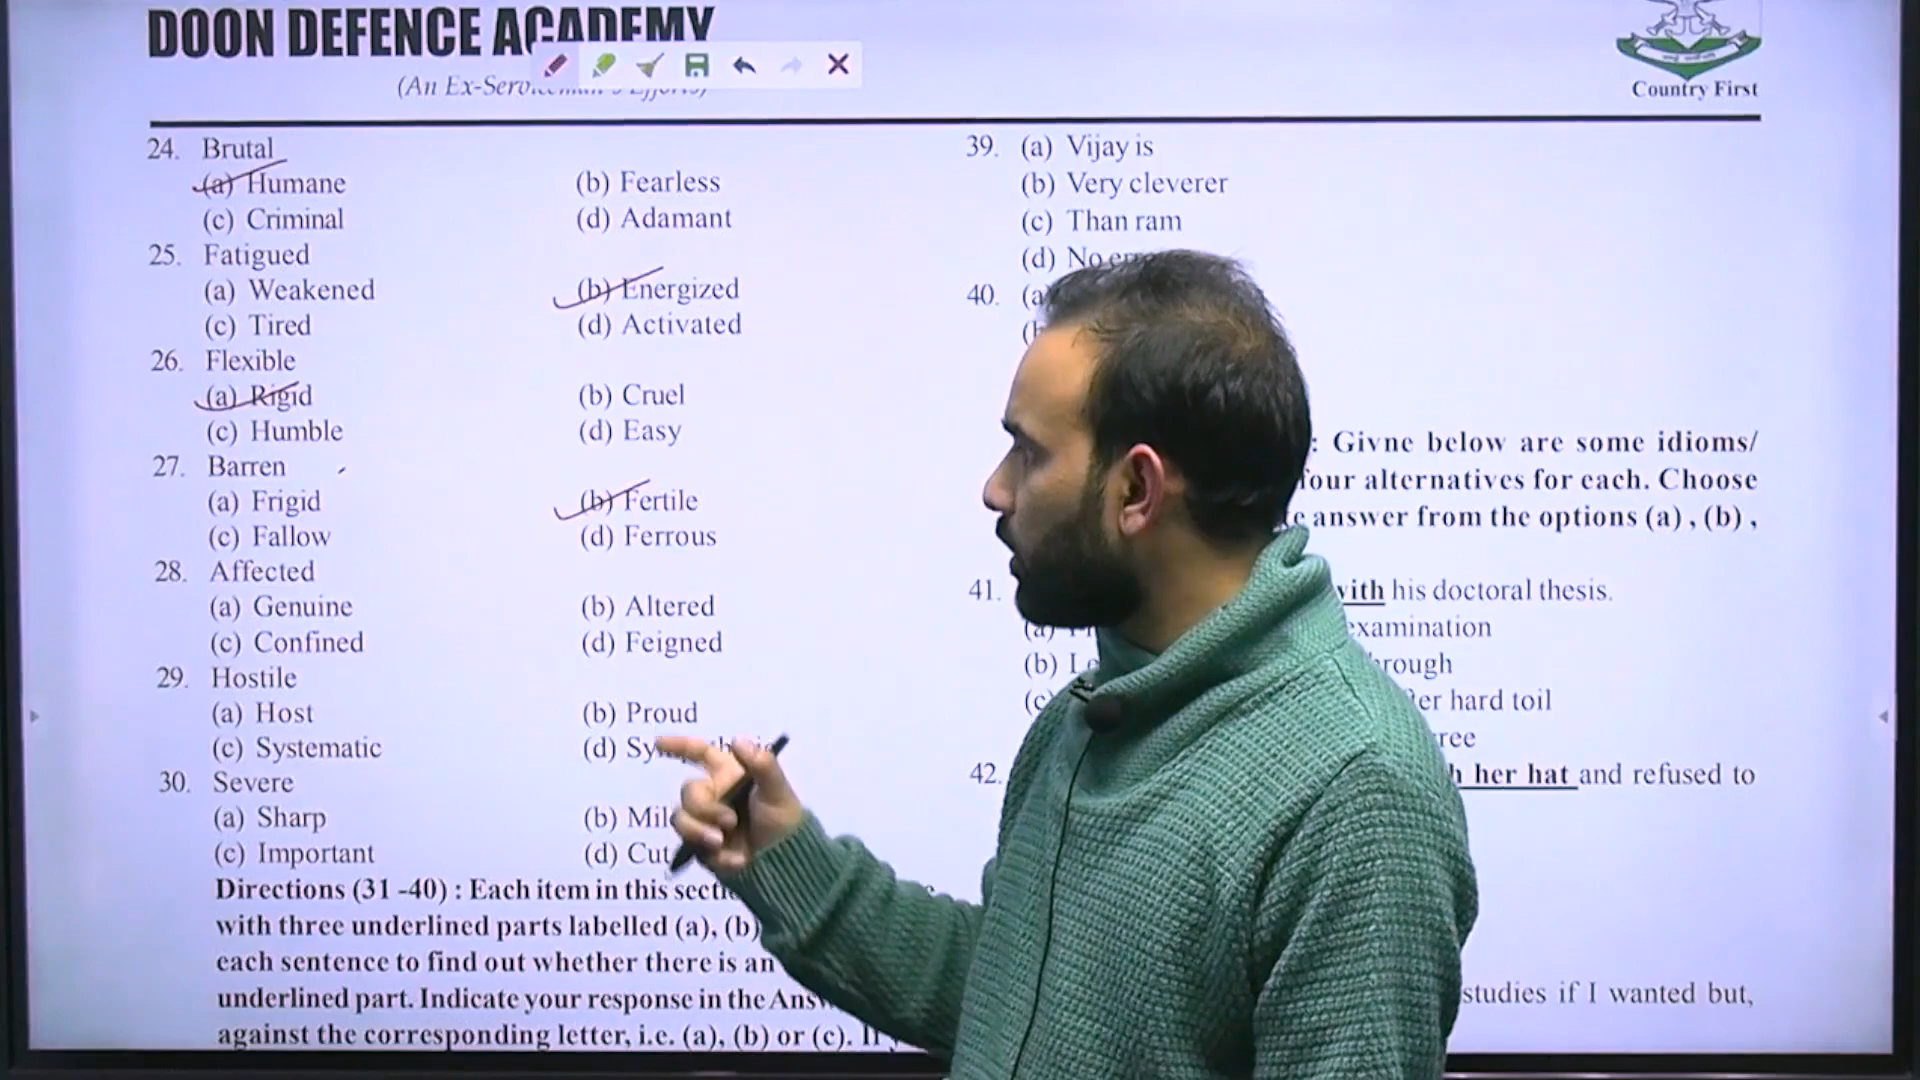 DOON DEFENCE ACADEMY
(An Ex-Serviceman's Efforts)
Country First
24. Brutal
(a) Humane (b) Fearless
(c) Criminal (d) Adamant
25. Fatigued
(a) Weakened (b) Energized
(c) Tired (d) Activated
26. Flexible
(a) Rigid (b) Cruel
(c) Humble (d) Easy
27. Barren
(a) Frigid (b) Fertile
(c) Fallow (d) Ferrous
28. Affected
(a) Genuine (b) Altered
(c) Confined (d) Feigned
29. Hostile
(a) Host (b) Proud
(c) Systematic (d)
30. Severe
(a) Sharp (b)
(c) Important (d) Cut
Directions (31 -40) : Each item in this
with three underlined parts labelled (a), (b)
each sentence to find out whether there is an
underlined part. Indicate your response in the
against the corresponding letter, i.e. (a), (b) or (c).
39. (a) Vijay is
(b) Very cleverer
(c) Than ram
(d) No
40. (a)
: Givne below are some idioms/
four alternatives for each. Choose
answer from the options (a) , (b) ,
41. with his doctoral thesis.
(a) examination
(b)
(c) hard toil
42. her hat and refused to
studies if I wanted but,